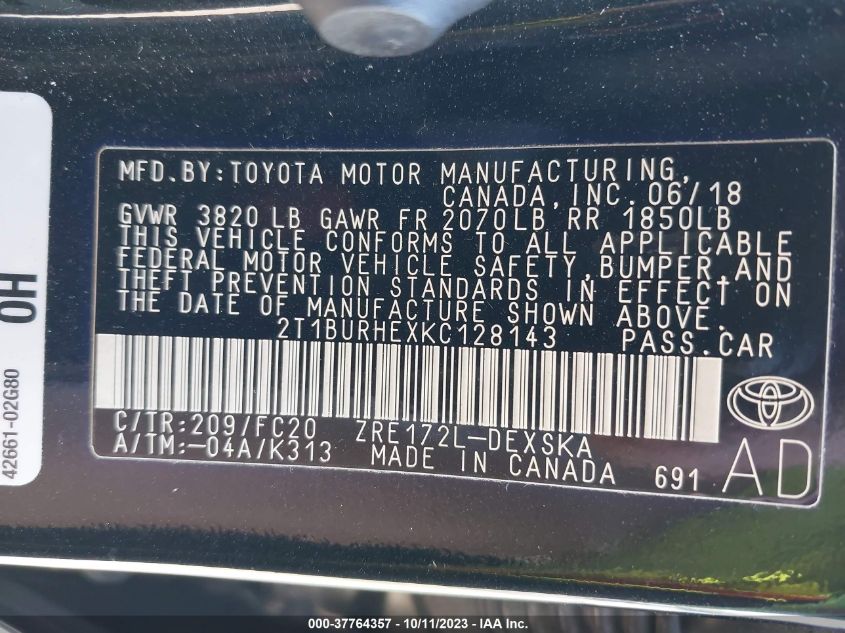 MFD.BY:TOYOTA MOTOR MANUFACTURING,
CANADA, INC. 06/18
GVWR 3820 LB GAWR FR 2070LB RR 1850LB
THIS VEHICLE CONFORMS TO ALL APPLICABLE
FEDERAL MOTOR VEHICLE SAFETY,BUMPER,AND
THEFT PREVENTION STANDARDS IN EFFECT ON
THE DATE OF MANUFACTURE SHOWN ABOVE.
2T1BURHEXKC128143 PASS.CAR
C/TR:209/FC20 ZRE172L-DEXSKA
A/TM:-04A/K313 MADE IN CANADA 691 AD
42661-02G80 OH
000-37764357 - 10/11/2023 - IAA Inc.